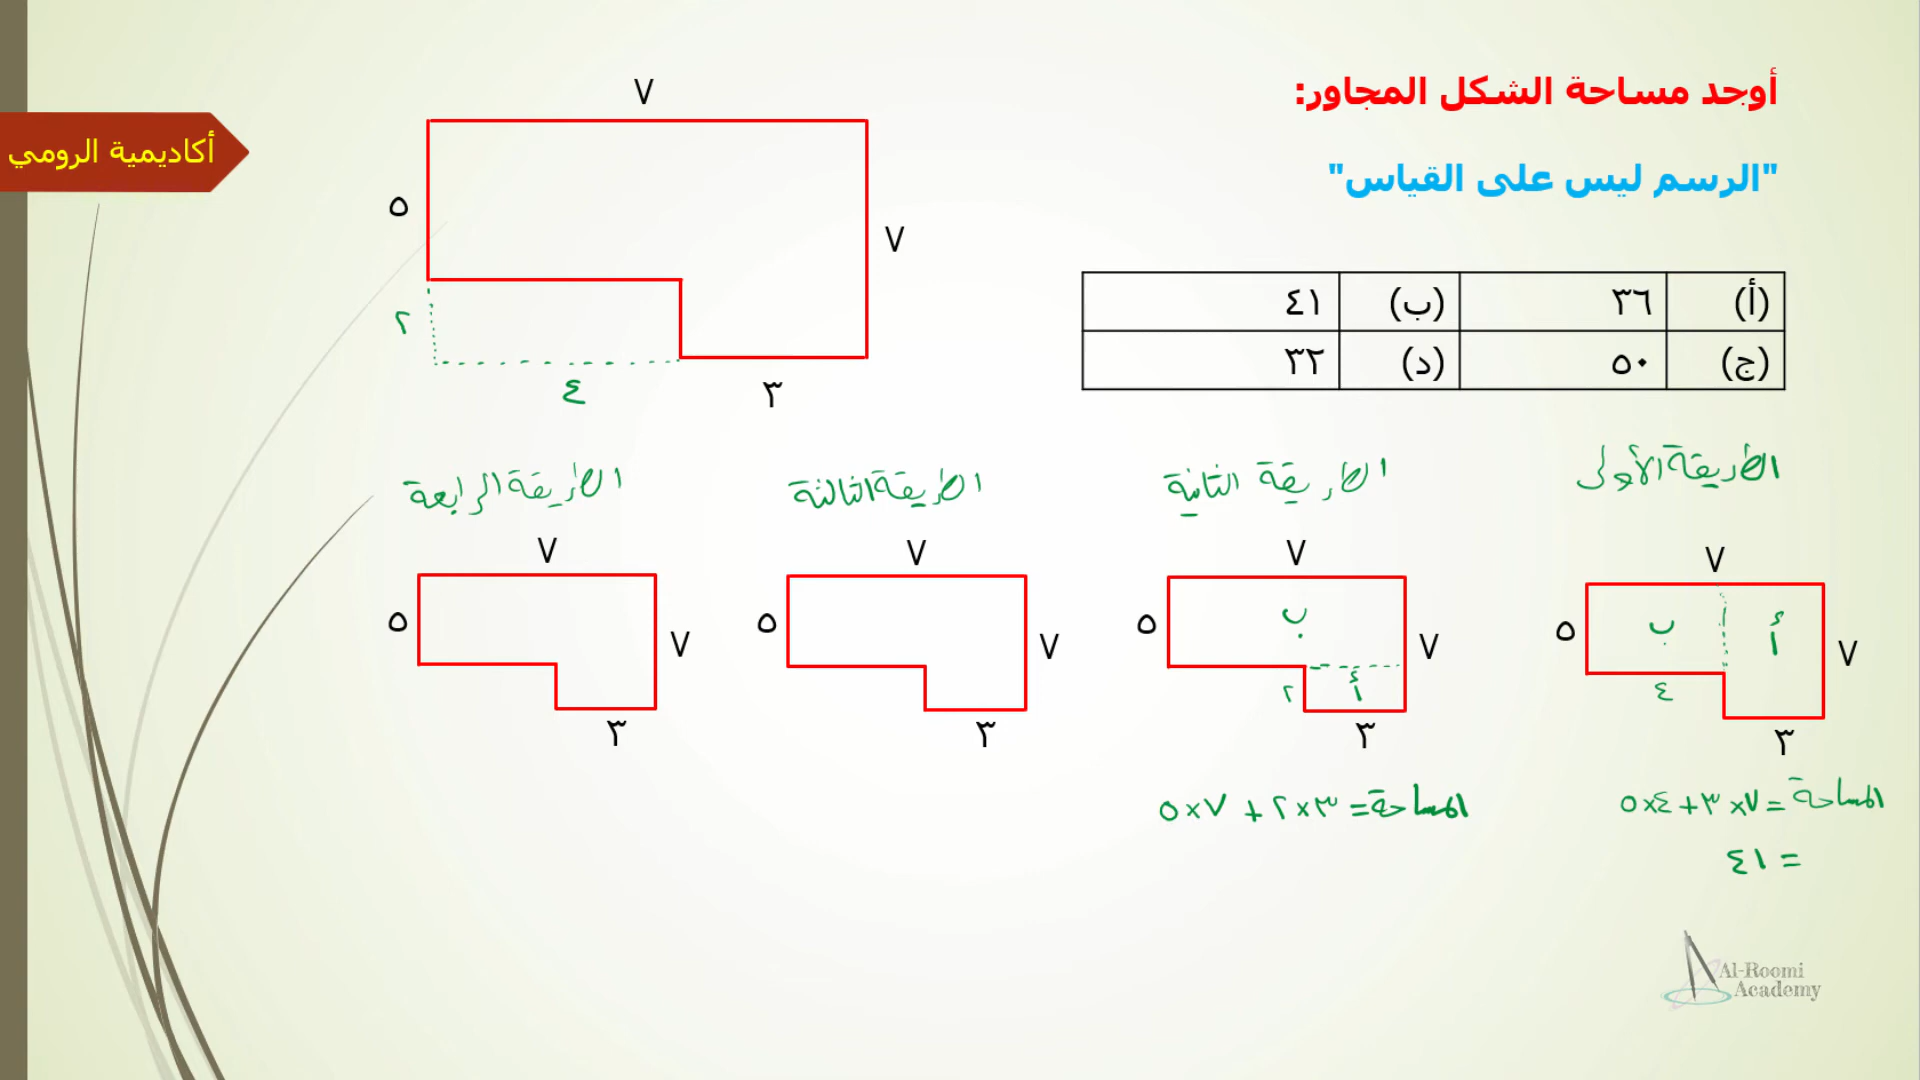 أوجد مساحة الشكل المجاور:
"الرسم ليس على القياس"
أكاديمية الرومي
٧
٥
٧
٢
٤
٣
(أ) ٣٦ (ب) ٤١
(ج) ٥٠ (د) ٣٢
الطريقة الأولى
٧
٥
ب
أ
٧
٤
٣
المساحة = ٧×٣ + ٤×٥
= ٤١
الطريقة الثانية
٧
٥
ب
٧
٢
أ
٣
المساحة = ٣×٢ + ٧×٥
الطريقة الثالثة
٧
٥
٧
٣
الطريقة الرابعة
٧
٥
٧
٣
Al-Roomi
Academy